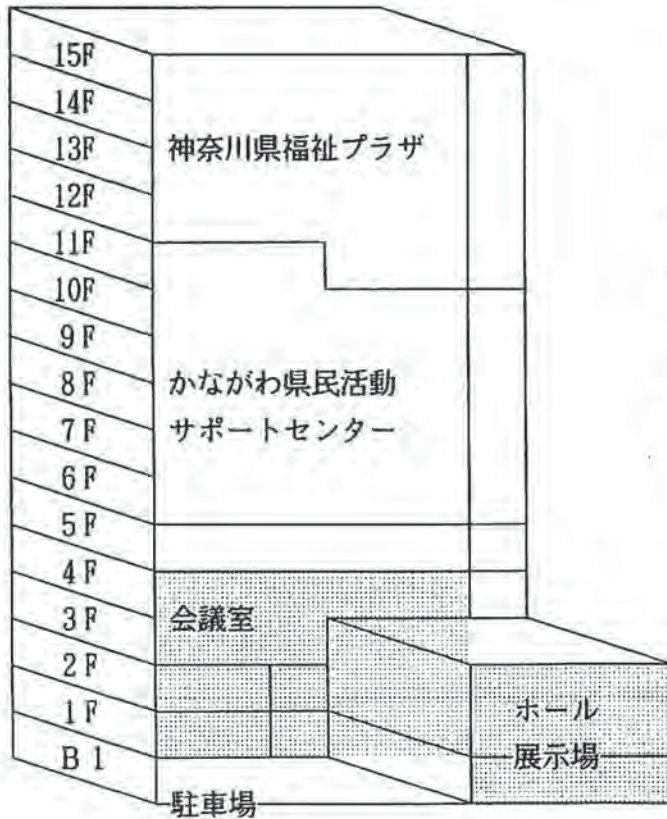 15F
14F
13F
神奈川県福祉プラザ
12F
11F
10F
9F
8F
かながわ県民活動
7F
サポートセンター
6F
5F
4F
3F
会議室
2F
1F
ホール
B1
展示場
駐車場